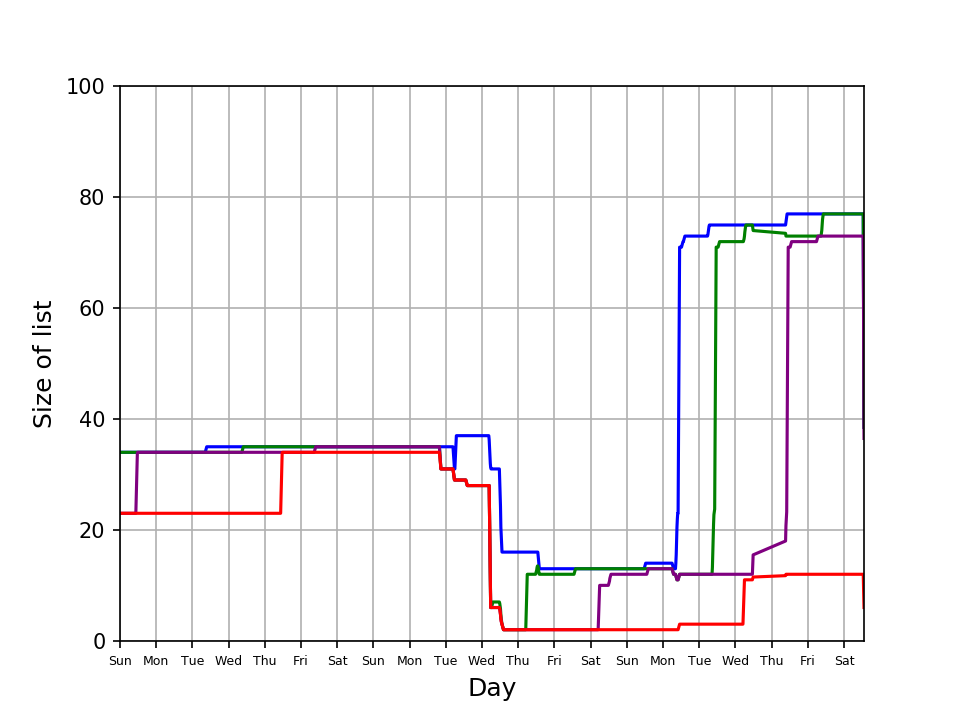 100
80
60
40
20
0
Size of list
Sun Mon Tue Wed Thu Fri Sat Sun Mon Tue Wed Thu Fri Sat Sun Mon Tue Wed Thu Fri Sat
Day